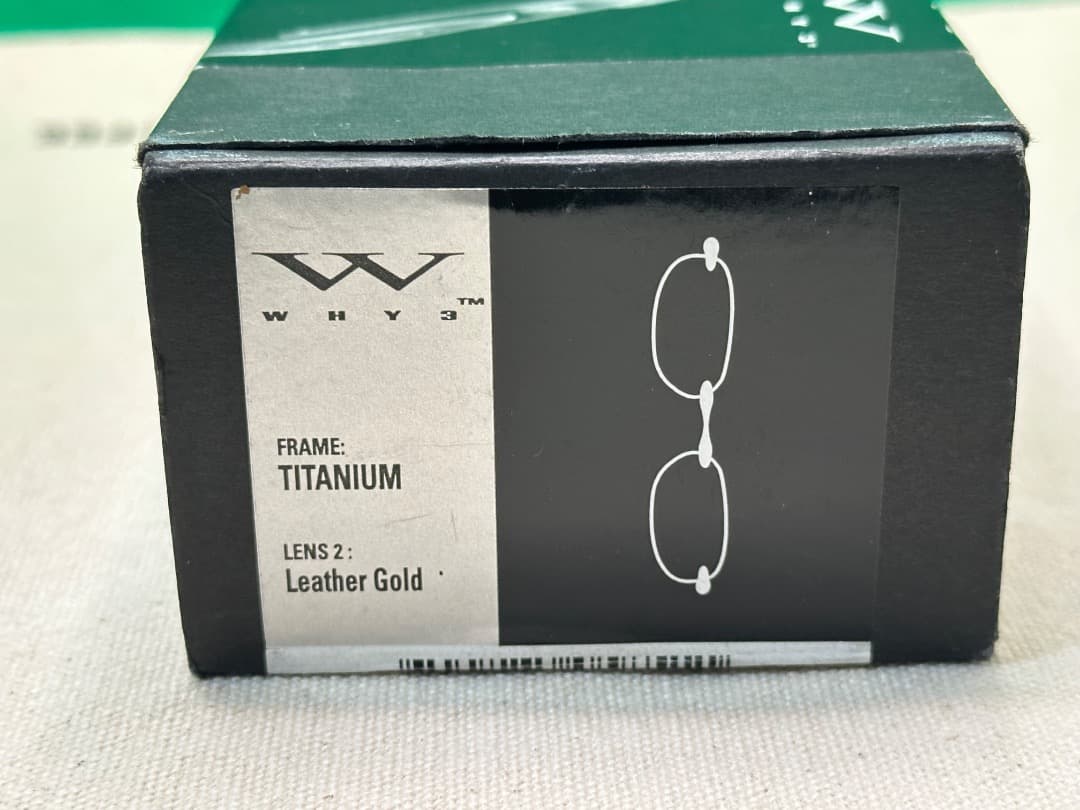 W
W
W H Y 3™
FRAME:
TITANIUM
LENS 2 :
Leather Gold